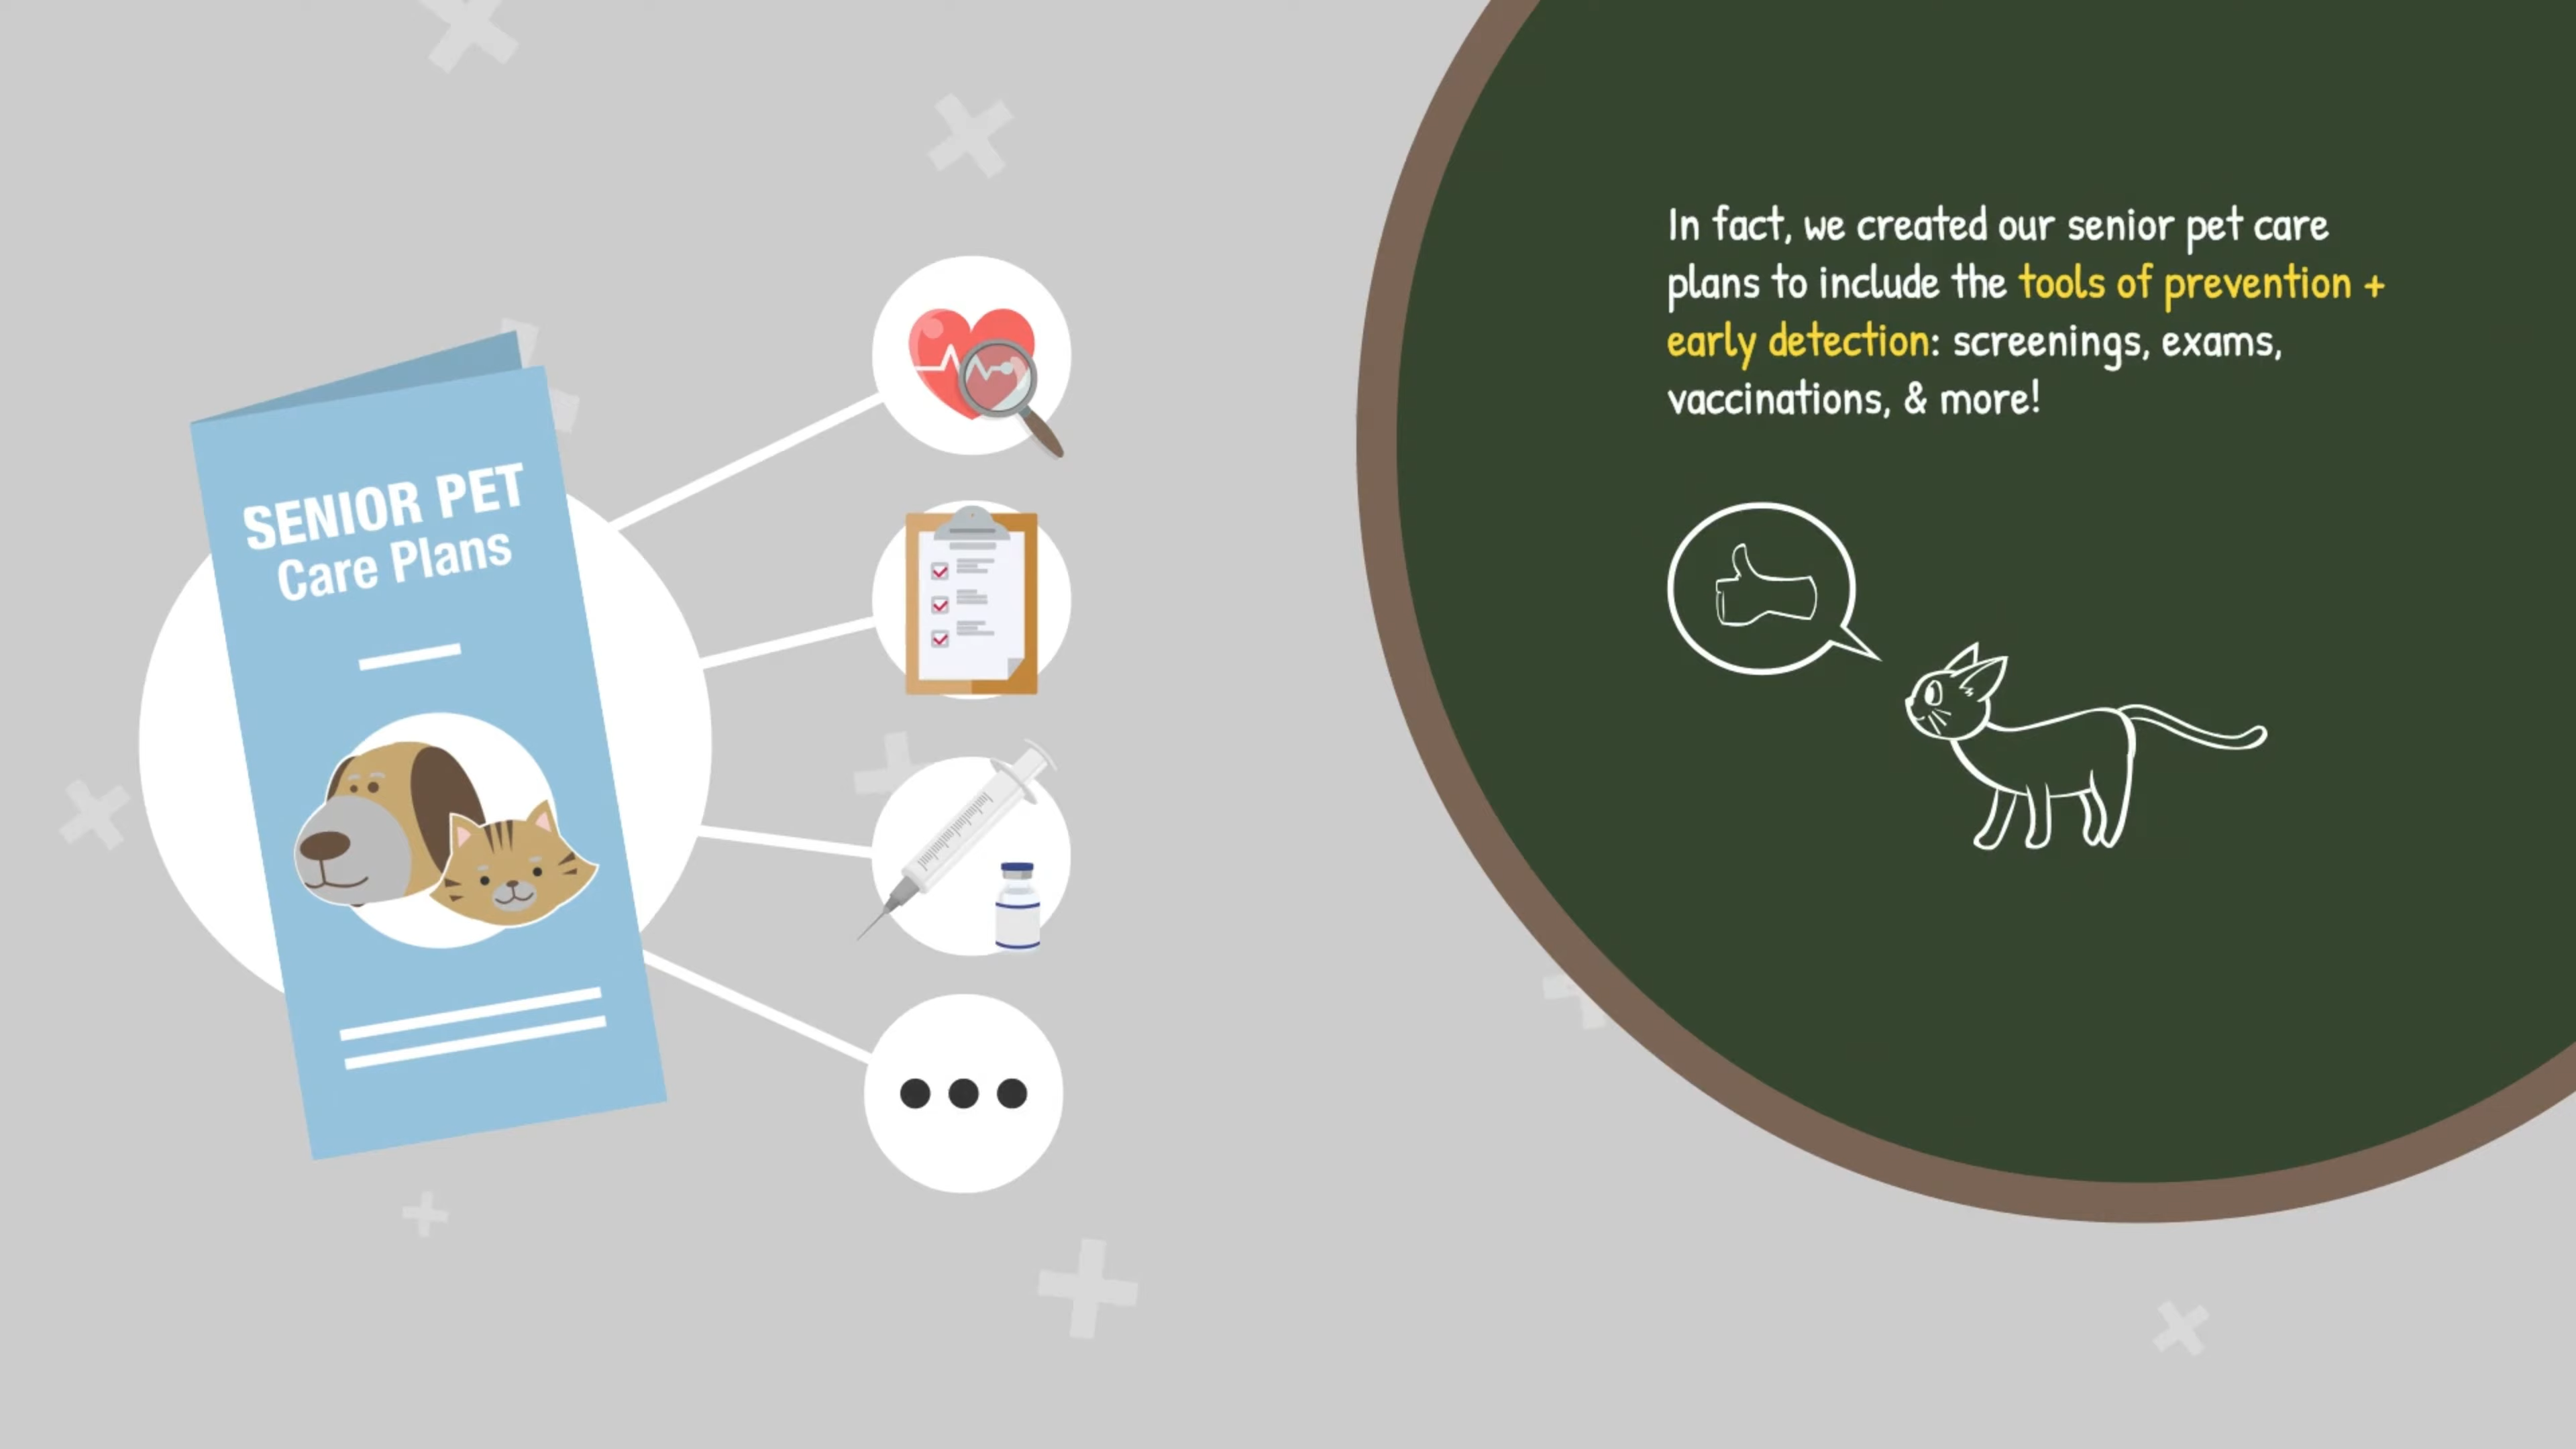 SENIOR PET
Care Plans
In fact, we created our senior pet care
plans to include the tools of prevention +
early detection: screenings, exams,
vaccinations, & more!